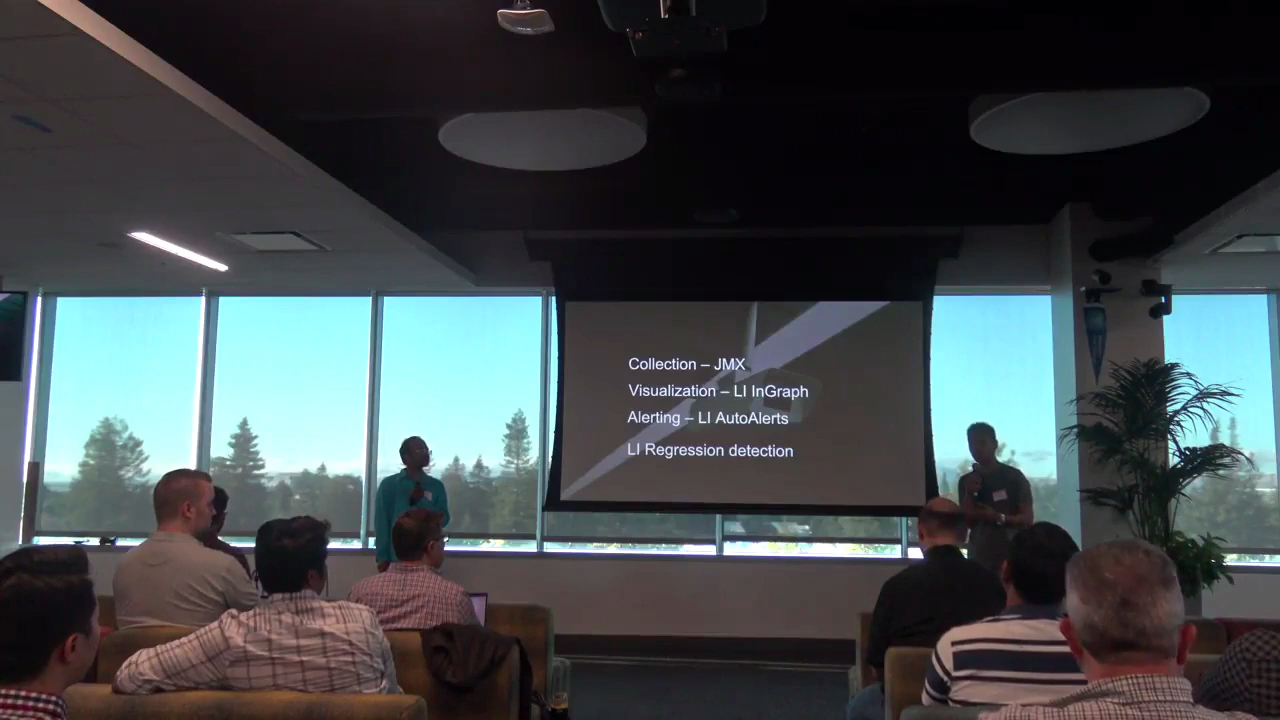 Collection – JMX
Visualization – LI InGraph
Alerting – LI AutoAlerts
LI Regression detection